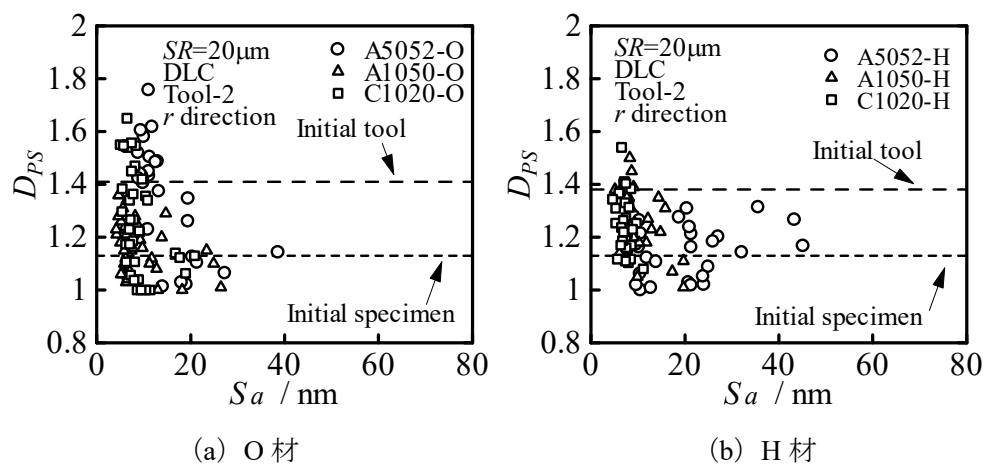 2
1.8
1.6
1.4
1.2
1
0.8
D_PS
SR=20μm
DLC
Tool-2
r direction
A5052-O
A1050-O
C1020-O
Initial tool
Initial specimen
0 20 40 60 80
Sa / nm
(a) O 材
2
1.8
1.6
1.4
1.2
1
0.8
D_PS
SR=20μm
DLC
Tool-2
r direction
A5052-H
A1050-H
C1020-H
Initial tool
Initial specimen
0 20 40 60 80
Sa / nm
(b) H 材